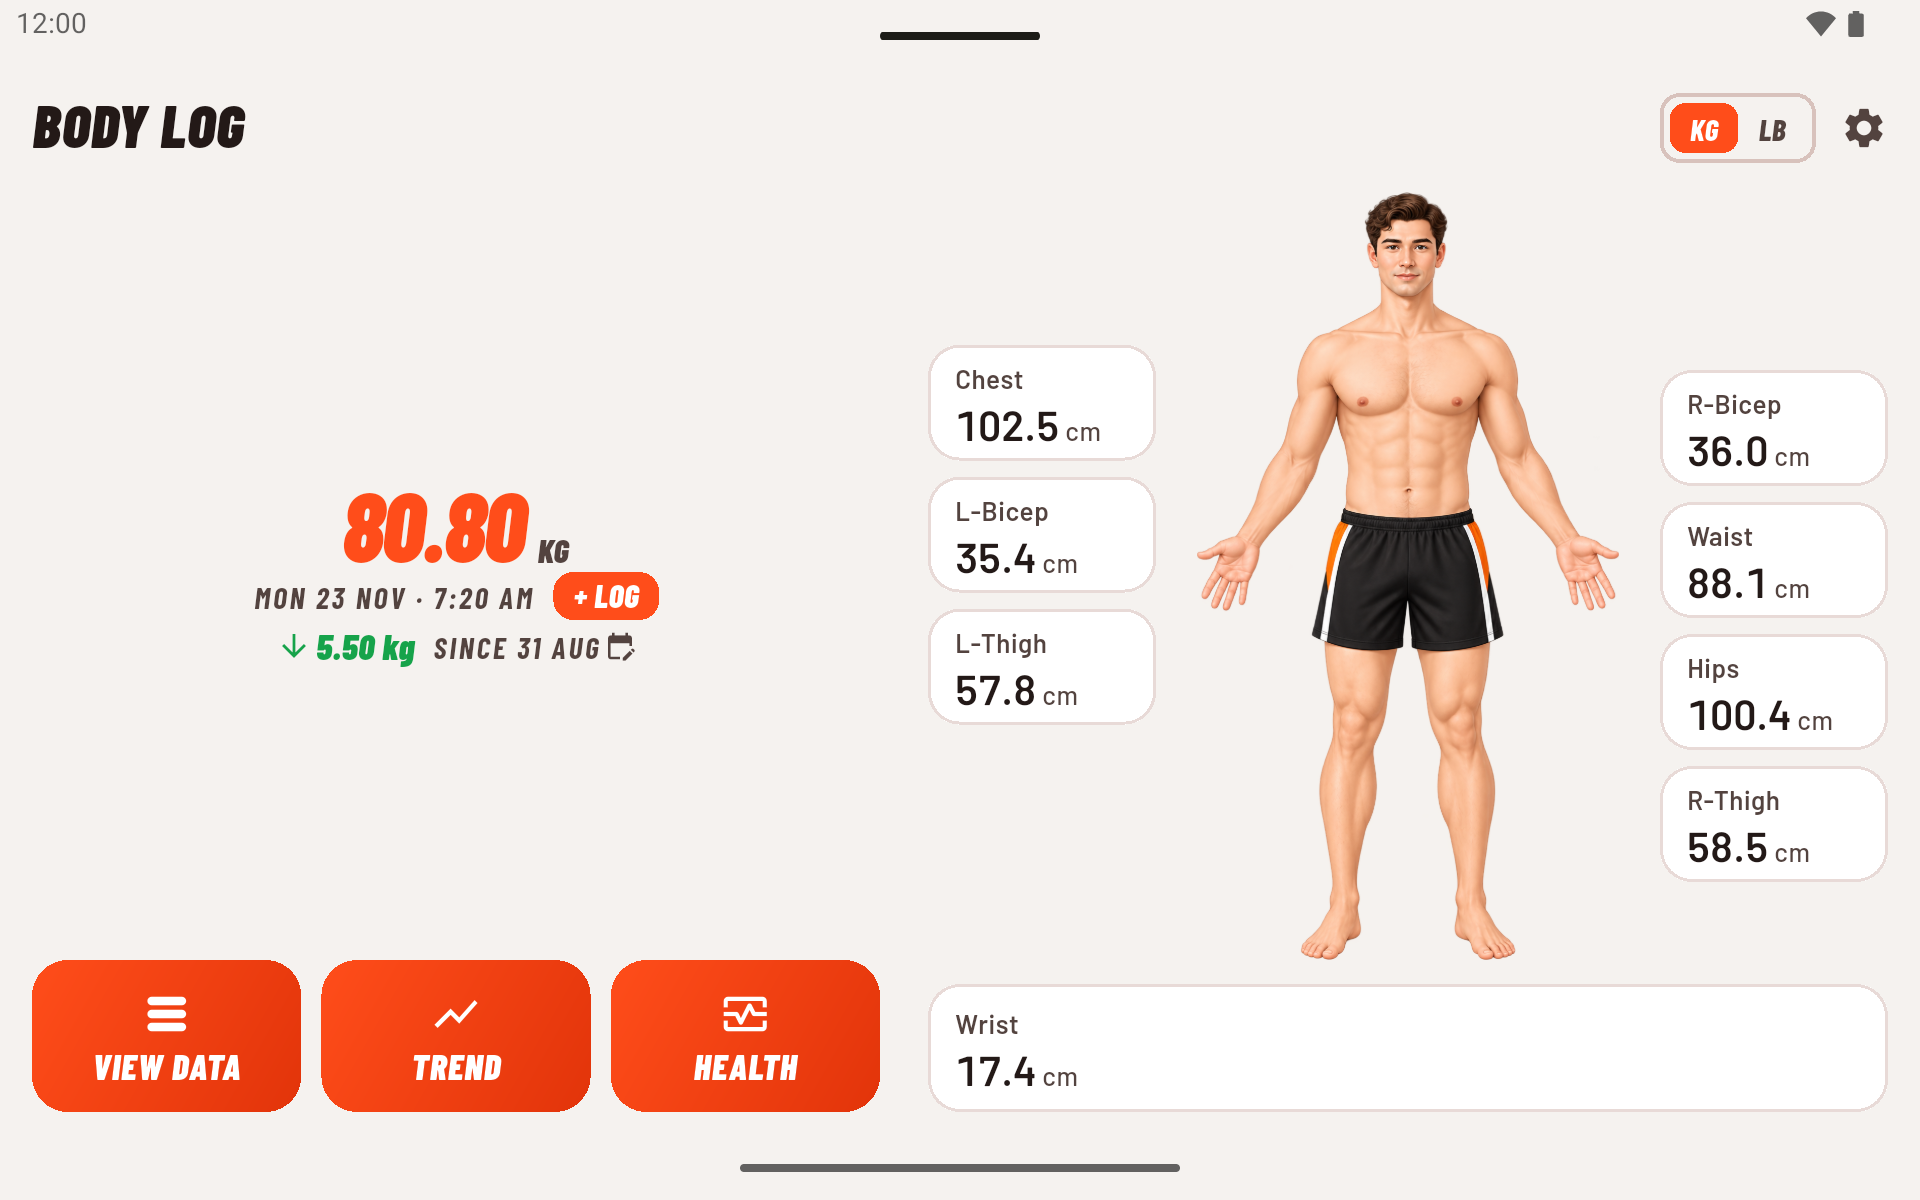 12:00
BODY LOG
KG LB
80.80 KG
MON 23 NOV · 7:20 AM + LOG
5.50 kg SINCE 31 AUG
VIEW DATA
TREND
HEALTH
Chest
102.5 cm
L-Bicep
35.4 cm
L-Thigh
57.8 cm
R-Bicep
36.0 cm
Waist
88.1 cm
Hips
100.4 cm
R-Thigh
58.5 cm
Wrist
17.4 cm